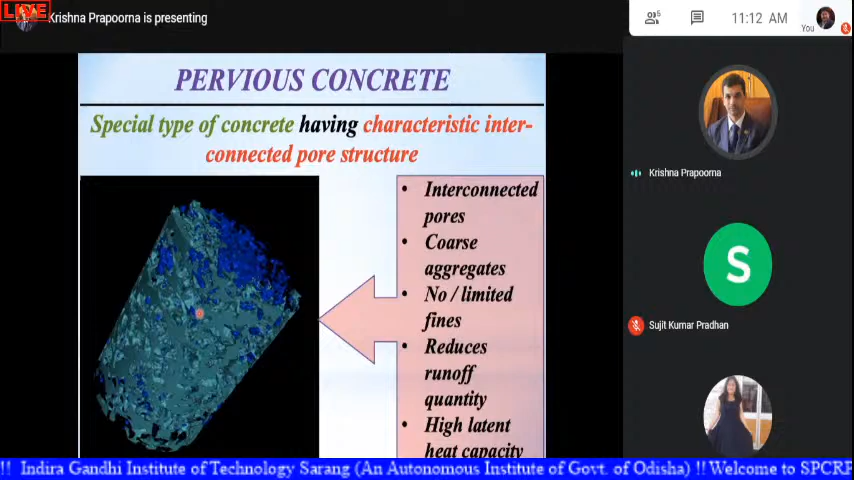 LIVE
Krishna Prapoorna is presenting
5
11:12 AM
You
PERVIOUS CONCRETE
Special type of concrete having characteristic inter-
connected pore structure
• Interconnected
pores
• Coarse
aggregates
• No / limited
fines
• Reduces
runoff
quantity
• High latent
heat capacity
Krishna Prapoorna
S
Sujit Kumar Pradhan
!! Indira Gandhi Institute of Technology Sarang (An Autonomous Institute of Govt. of Odisha) !! Welcome to SPCRP